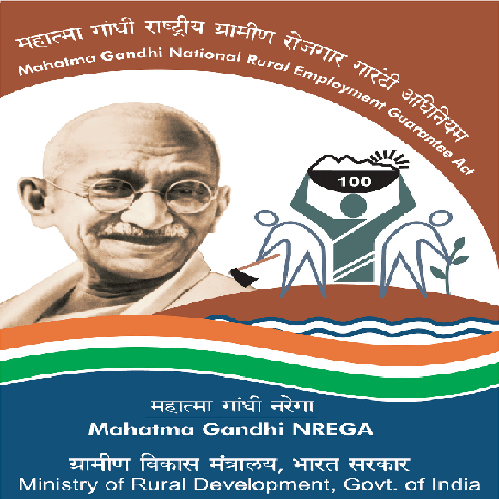 महात्मा गांधी राष्ट्रीय ग्रामीण रोजगार गारंटी अधिनियम
Mahatma Gandhi National Rural Employment Guarantee Act
100
महात्मा गांधी नरेगा
Mahatma Gandhi NREGA
ग्रामीण विकास मंत्रालय, भारत सरकार
Ministry of Rural Development, Govt. of India